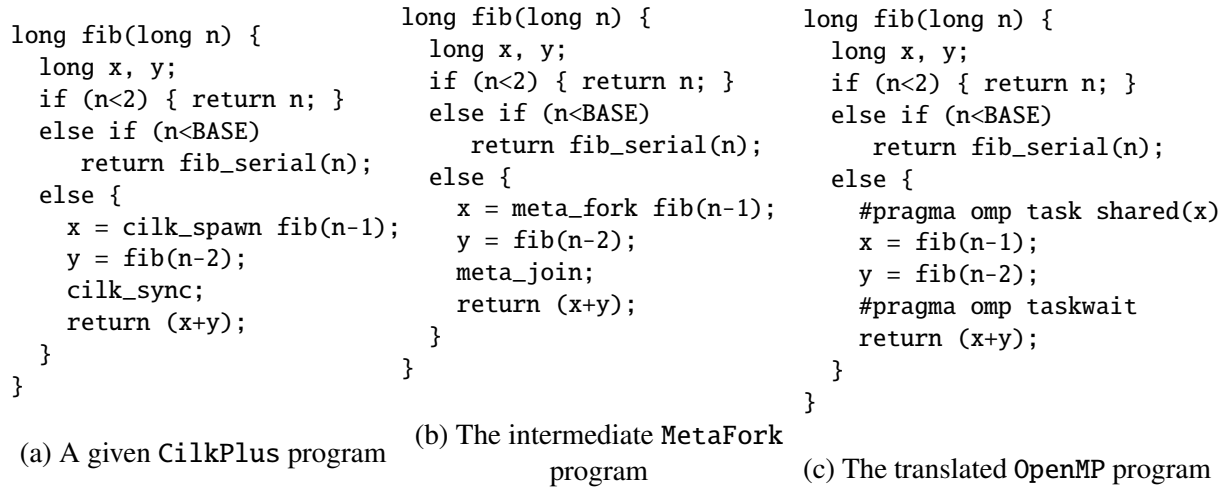 long fib(long n) {
  long x, y;
  if (n<2) { return n; }
  else if (n<BASE)
     return fib_serial(n);
  else {
    x = cilk_spawn fib(n-1);
    y = fib(n-2);
    cilk_sync;
    return (x+y);
  }
}
(a) A given CilkPlus program
long fib(long n) {
  long x, y;
  if (n<2) { return n; }
  else if (n<BASE)
     return fib_serial(n);
  else {
    x = meta_fork fib(n-1);
    y = fib(n-2);
    meta_join;
    return (x+y);
  }
}
(b) The intermediate MetaFork
program
long fib(long n) {
  long x, y;
  if (n<2) { return n; }
  else if (n<BASE)
     return fib_serial(n);
  else {
    #pragma omp task shared(x)
    x = fib(n-1);
    y = fib(n-2);
    #pragma omp taskwait
    return (x+y);
  }
}
(c) The translated OpenMP program